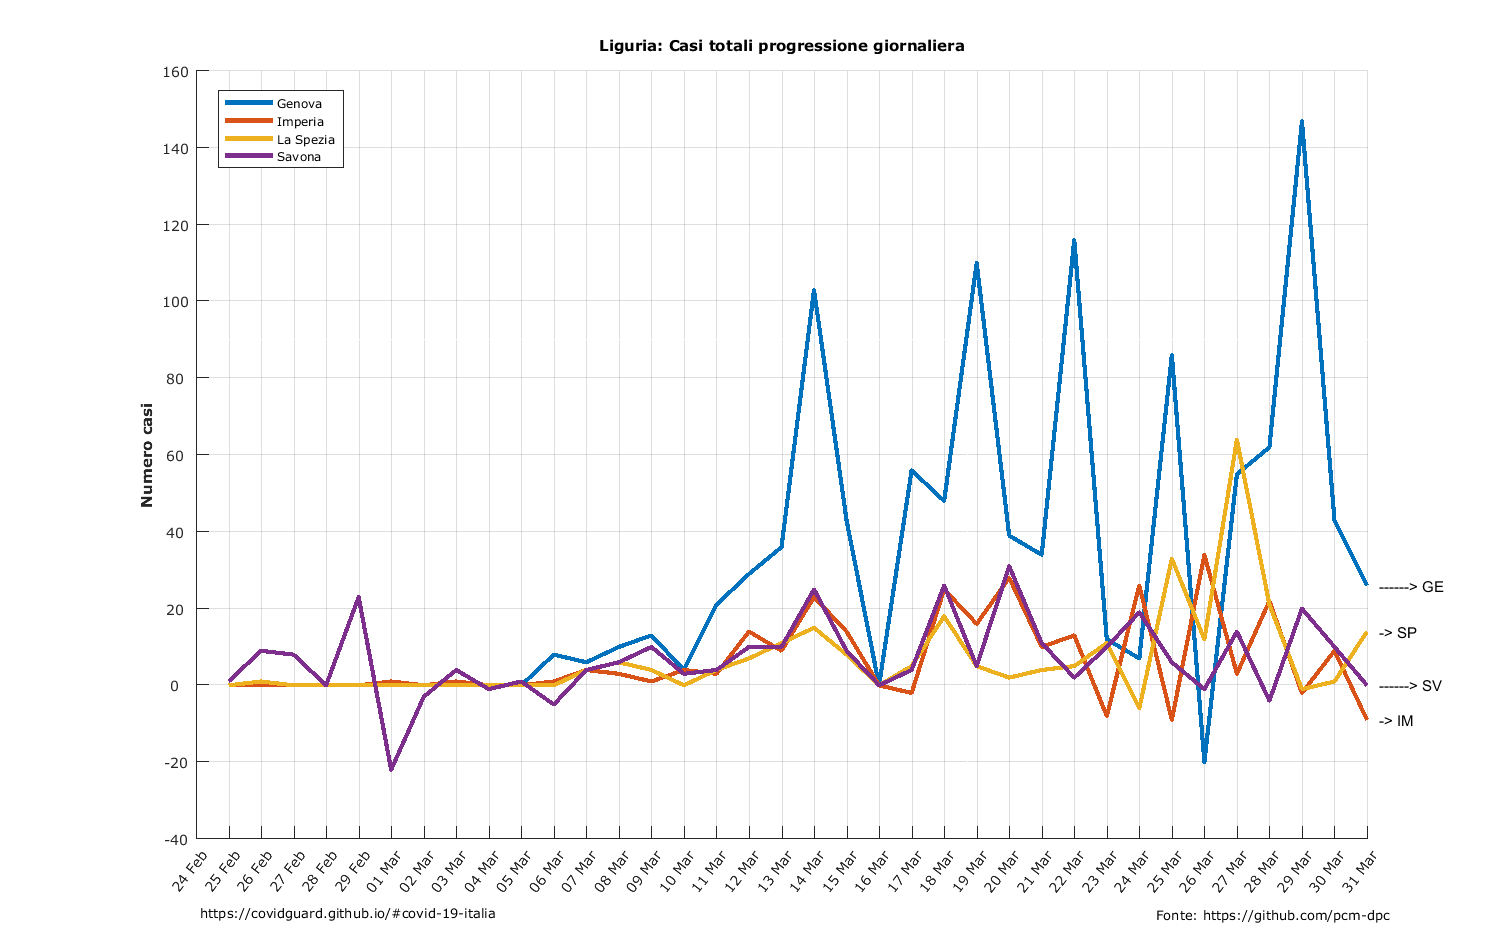 Liguria: Casi totali progressione giornaliera
160
140
120
100
80
60
40
20
0
-20
-40
Numero casi
Genova
Imperia
La Spezia
Savona
------> GE
-> SP
------> SV
-> IM
24 Feb
25 Feb
26 Feb
27 Feb
28 Feb
29 Feb
01 Mar
02 Mar
03 Mar
04 Mar
05 Mar
06 Mar
07 Mar
08 Mar
09 Mar
10 Mar
11 Mar
12 Mar
13 Mar
14 Mar
15 Mar
16 Mar
17 Mar
18 Mar
19 Mar
20 Mar
21 Mar
22 Mar
23 Mar
24 Mar
25 Mar
26 Mar
27 Mar
28 Mar
29 Mar
30 Mar
31 Mar
https://covidguard.github.io/#covid-19-italia
Fonte: https://github.com/pcm-dpc